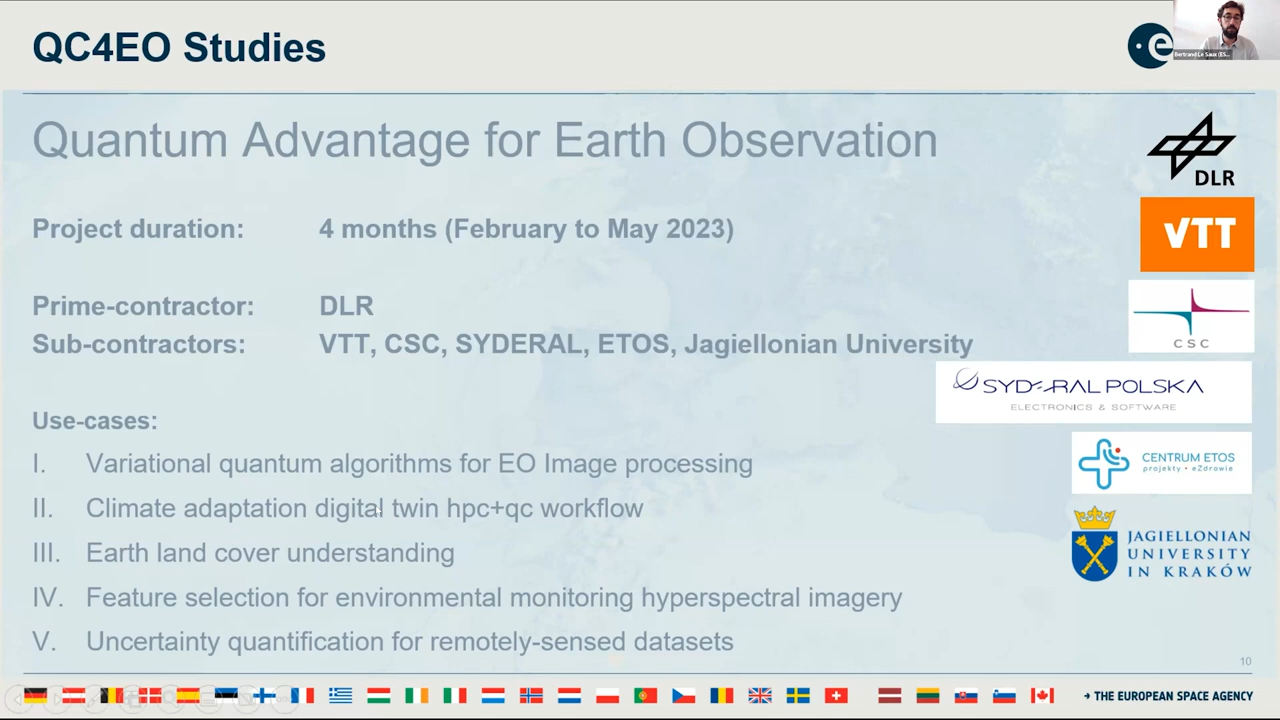 QC4EO Studies
Bertrand Le Saux (ES...
Quantum Advantage for Earth Observation
DLR
Project duration: 4 months (February to May 2023)
VTT
Prime-contractor: DLR
Sub-contractors: VTT, CSC, SYDERAL, ETOS, Jagiellonian University
CSC
SYDERAL POLSKA
ELECTRONICS & SOFTWARE
Use-cases:
I. Variational quantum algorithms for EO Image processing
CENTRUM ETOS
projekty • eZdrowie
II. Climate adaptation digital twin hpc+qc workflow
III. Earth land cover understanding
JAGIELLONIAN
UNIVERSITY
IN KRAKÓW
IV. Feature selection for environmental monitoring hyperspectral imagery
V. Uncertainty quantification for remotely-sensed datasets
10
→ THE EUROPEAN SPACE AGENCY